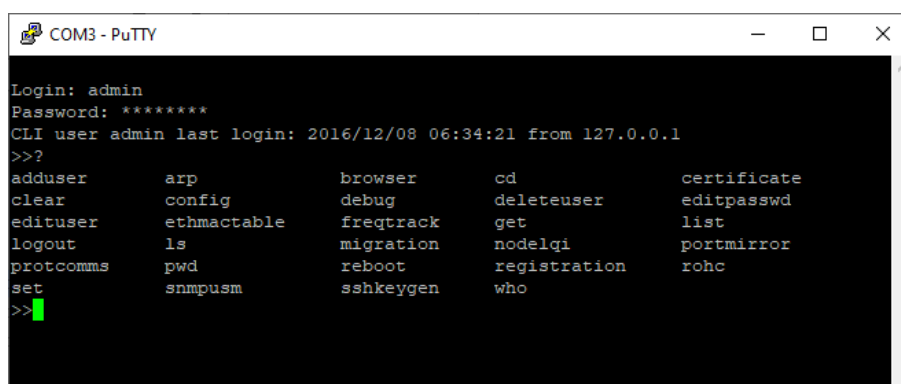 COM3 - PuTTY
Login: admin
Password: ********
CLI user admin last login: 2016/12/08 06:34:21 from 127.0.0.1
>>?
adduser arp browser cd certificate
clear config debug deleteuser editpasswd
edituser ethmactable freqtrack get list
logout ls migration nodelqi portmirror
protcomms pwd reboot registration rohc
set snmpusm sshkeygen who
>>